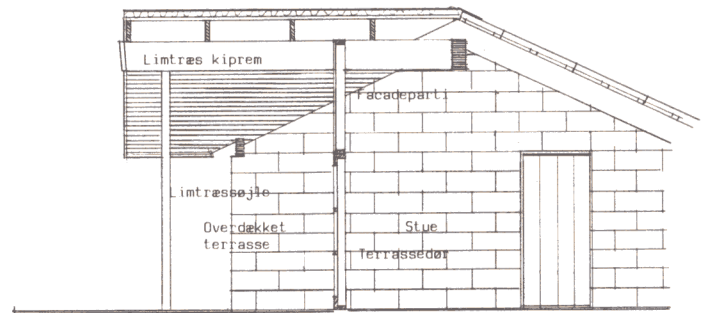 Limtræs kiprem
Facadeparti
Limtræssøjle
Overdækket
terrasse
Stue
Terrassedør